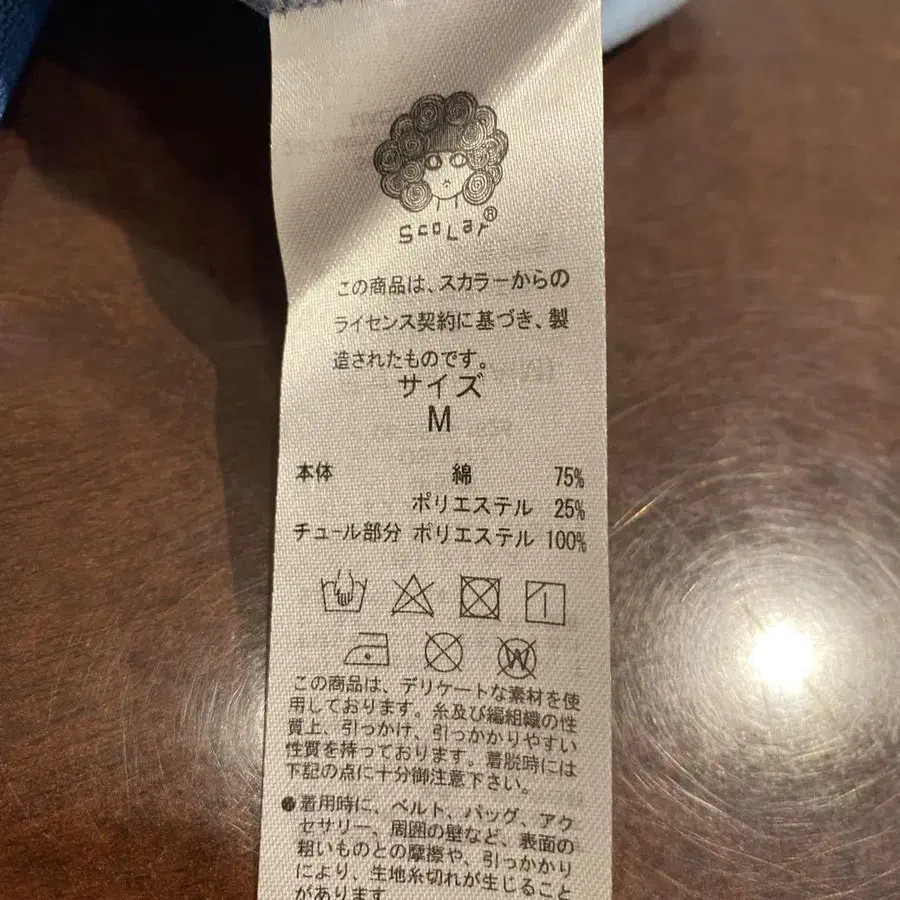 ScoLar®
この商品は、スカラーからの
ライセンス契約に基づき、製
造されたものです。
サイズ
M
本体 綿 75%
ポリエステル 25%
チュール部分 ポリエステル 100%
W
この商品は、デリケートな素材を使
用しております。糸及び編組織の性
質上、引っかけ、引っかかりやすい
性質を持っております。着脱時には
下記の点に十分御注意下さい。
●着用時に、ベルト、バッグ、アク
セサリー、周囲の壁など、表面の
粗いものとの摩擦や、引っかかり
により、生地糸切れが生じること
があります